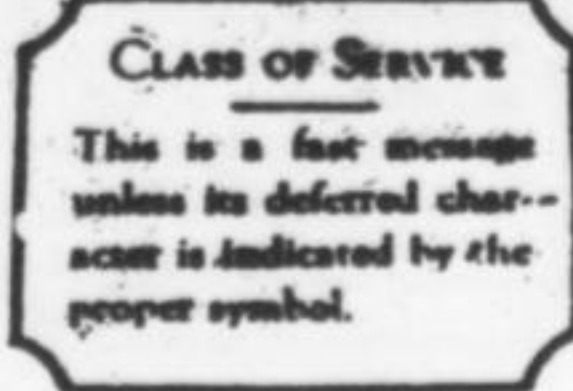 CLASS OF SERVICE
This is a fast message
unless its deferred char-
acter is indicated by the
proper symbol.